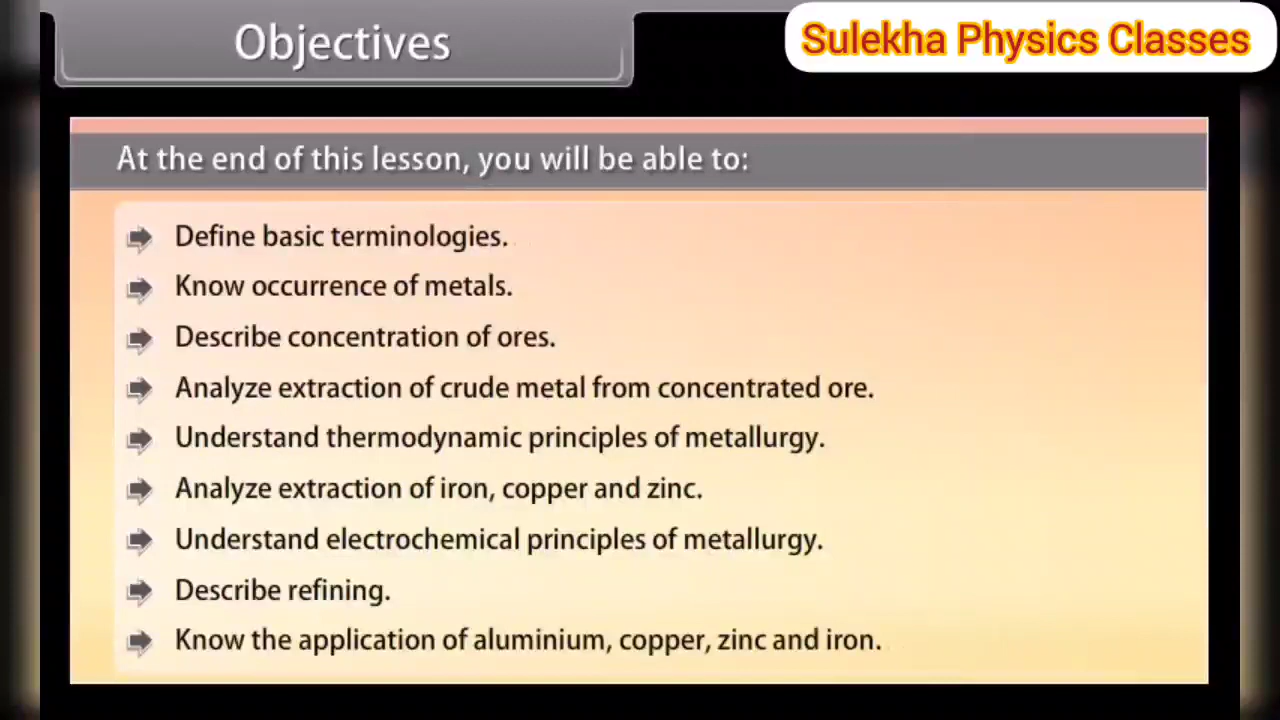 Objectives
Sulekha Physics Classes
At the end of this lesson, you will be able to:
Define basic terminologies.
Know occurrence of metals.
Describe concentration of ores.
Analyze extraction of crude metal from concentrated ore.
Understand thermodynamic principles of metallurgy.
Analyze extraction of iron, copper and zinc.
Understand electrochemical principles of metallurgy.
Describe refining.
Know the application of aluminium, copper, zinc and iron.